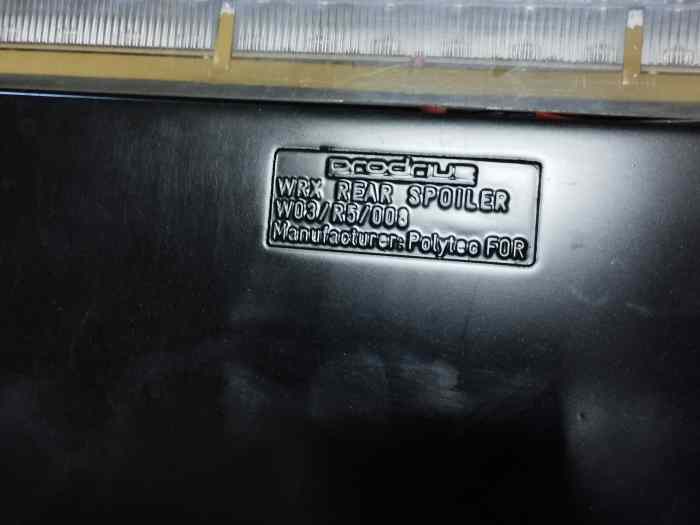 PRODRIVE
WRX REAR SPOILER
W03/R5/008
Manufacturer: Polytec FOR